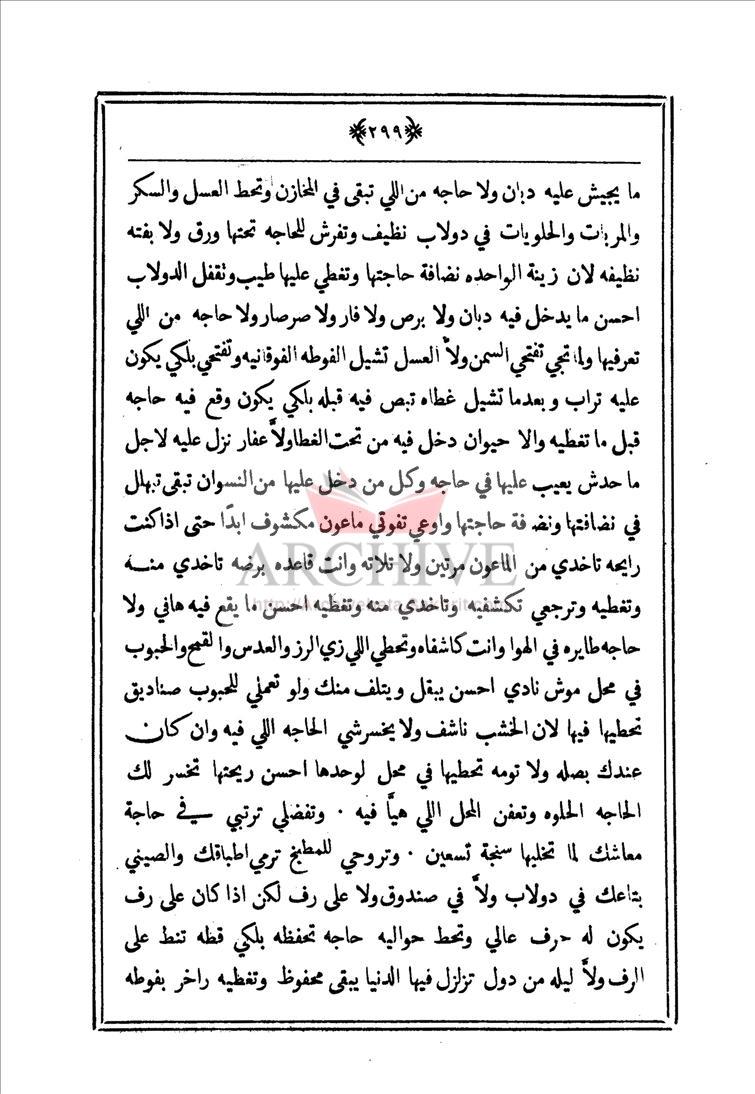 ﴿٢٩٩﴾
ما يجيش عليه دبان ولا حاجه من اللي تبقى في المخازن وتحط العسل والسكر
والمربات والحلويات في دولاب نظيف وتفرش للحاجه تحتها ورق ولا بفته
نظيفه لان زينة الواحده نضافة حاجتها وتغطي عليها طيب وتقفل الدولاب
احسن ما يدخل فيه دبان ولا برص ولا فار ولا صرصار ولا حاجه من اللي
تعرفيها ولما تجي تفتحي السمن ولاَّ العسل تشيل الفوطه الفوقانيه وتفتحي بلكي يكون
عليه تراب وبعدما تشيل غطاه تبص فيه قبله بلكي يكون وقع فيه حاجه
قبل ما تغطيه والا حيوان دخل فيه من تحت الغطا ولاَّ عفار نزل عليه لاجل
ما حدش يعيب عليها في حاجه وكل من دخل عليها من النسوان تبقى تبهلل
في نضافتها ونضافة حاجتها واوعي تفوتي ماعون مكشوف ابدًا حتى اذا كنت
رايحه تاخدي من الماعون مرتين ولا تلاته وانت قاعده برضه تاخدي منه
وتغطيه وترجعي تكشفيه وتاخدي منه وتغطيه احسن ما يقع فيه هاني ولا
حاجه طايره في الهوا وانت كاشفاه وتحطي اللي زي الرز والعدس والقمح والحبوب
في محل موش نادي احسن يبقل ويتلف منك ولو تعملي للحبوب صناديق
تحطيها فيها لان الخشب ناشف ولا يخسرشي الحاجه اللي فيه وان كان
عندك بصله ولا تومه تحطيها في محل لوحدها احسن ريحتها تخسر لك
الحاجه الحلوه وتعفن المحل اللي هيَّا فيه ٠ وتفضلي ترتبي في حاجة
معاشك لما تخليها سنجة تسعين ٠ وتروحي للمطبخ ترمي اطباقك والصيني
بتاعك في دولاب ولاَّ في صندوق ولا على رف لكن اذا كان على رف
يكون له حرف عالي وتحط حواليه حاجه تحفظه بلكي قطه تنط على
الرف ولاَّ ليله من دول تزلزل فيها الدنيا يبقى محفوظ وتغطيه راخر بفوطه
ARCHIVE